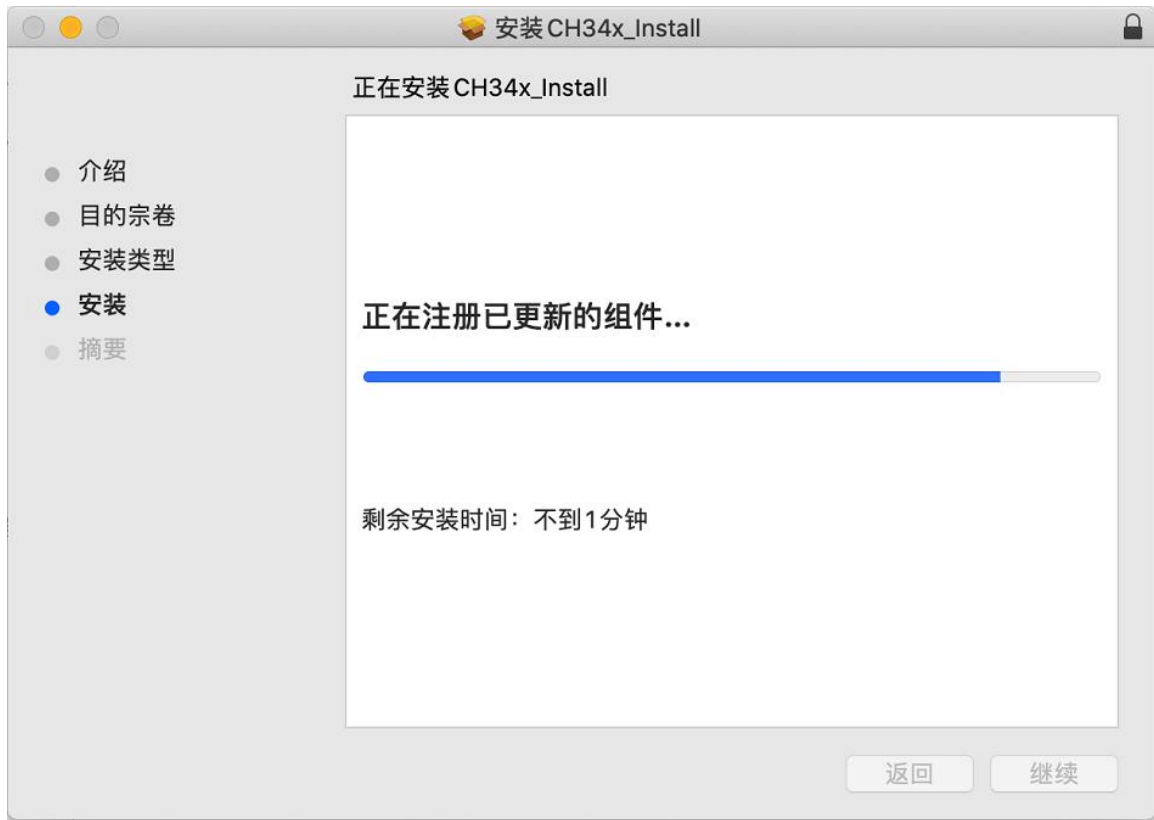 安装CH34x_Install
正在安装CH34x_Install
介绍
目的宗卷
安装类型
安装
摘要
正在注册已更新的组件...
剩余安装时间：不到1分钟
返回
继续